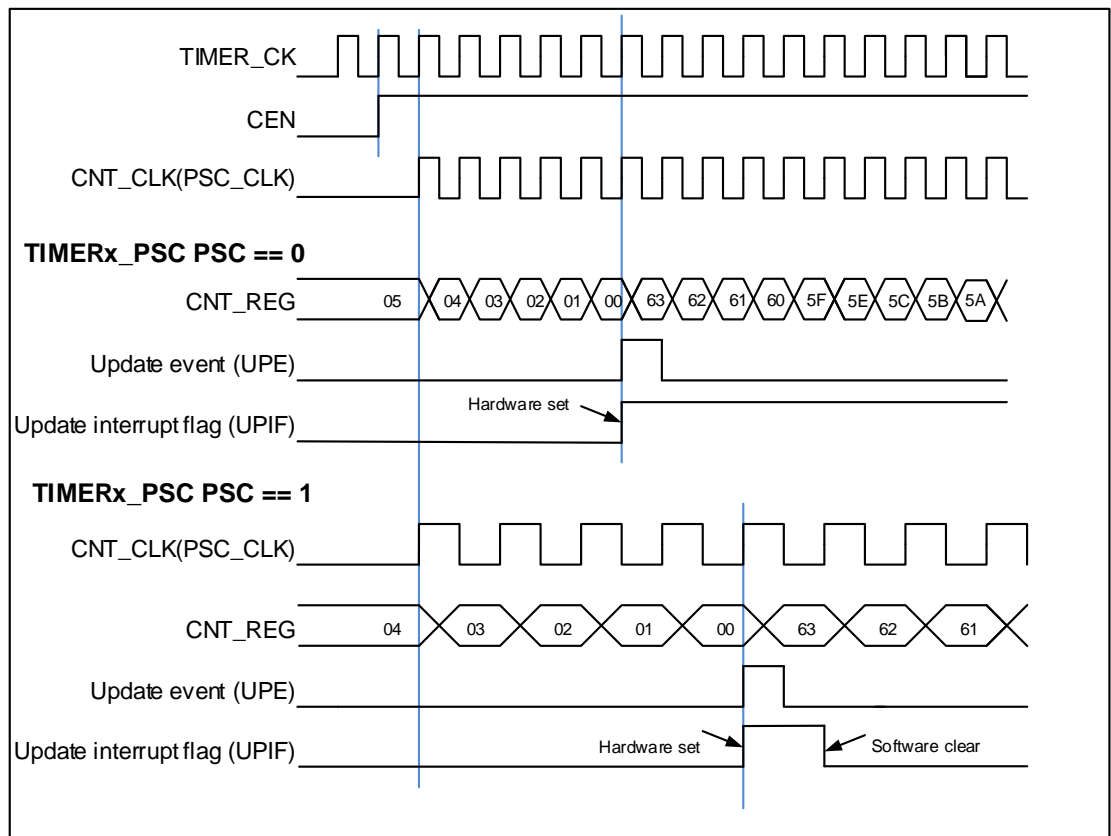 TIMER_CK
CEN
CNT_CLK(PSC_CLK)
TIMERx_PSC PSC == 0
CNT_REG 05 04 03 02 01 00 63 62 61 60 5F 5E 5C 5B 5A
Update event (UPE)
Hardware set
Update interrupt flag (UPIF)
TIMERx_PSC PSC == 1
CNT_CLK(PSC_CLK)
CNT_REG 04 03 02 01 00 63 62 61
Update event (UPE)
Update interrupt flag (UPIF) Hardware set Software clear